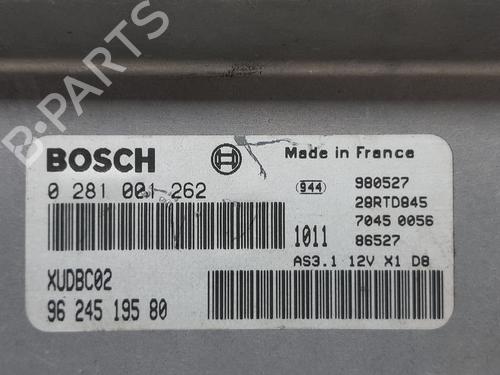 B-PARTS
BOSCH
Made in France
0 281 001 262
944
980527
28RTD845
7045 0056
1011
86527
AS3.1 12V X1 D8
XUDBC02
96 245 195 80